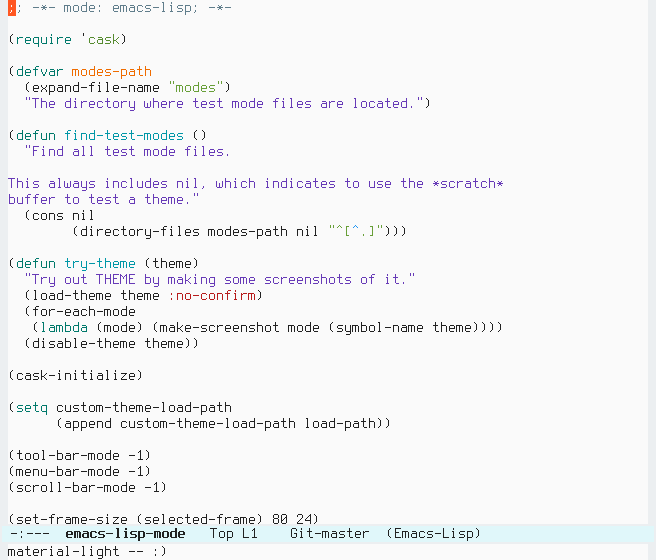 ;; -*- mode: emacs-lisp; -*-

(require 'cask)

(defvar modes-path
  (expand-file-name "modes")
  "The directory where test mode files are located.")

(defun find-test-modes ()
  "Find all test mode files.

This always includes nil, which indicates to use the *scratch*
buffer to test a theme."
  (cons nil
        (directory-files modes-path nil "^[^.]")))

(defun try-theme (theme)
  "Try out THEME by making some screenshots of it."
  (load-theme theme :no-confirm)
  (for-each-mode
   (lambda (mode) (make-screenshot mode (symbol-name theme))))
  (disable-theme theme))

(cask-initialize)

(setq custom-theme-load-path
      (append custom-theme-load-path load-path))

(tool-bar-mode -1)
(menu-bar-mode -1)
(scroll-bar-mode -1)

(set-frame-size (selected-frame) 80 24)
-:---  emacs-lisp-mode   Top L1    Git-master  (Emacs-Lisp)
material-light -- :)